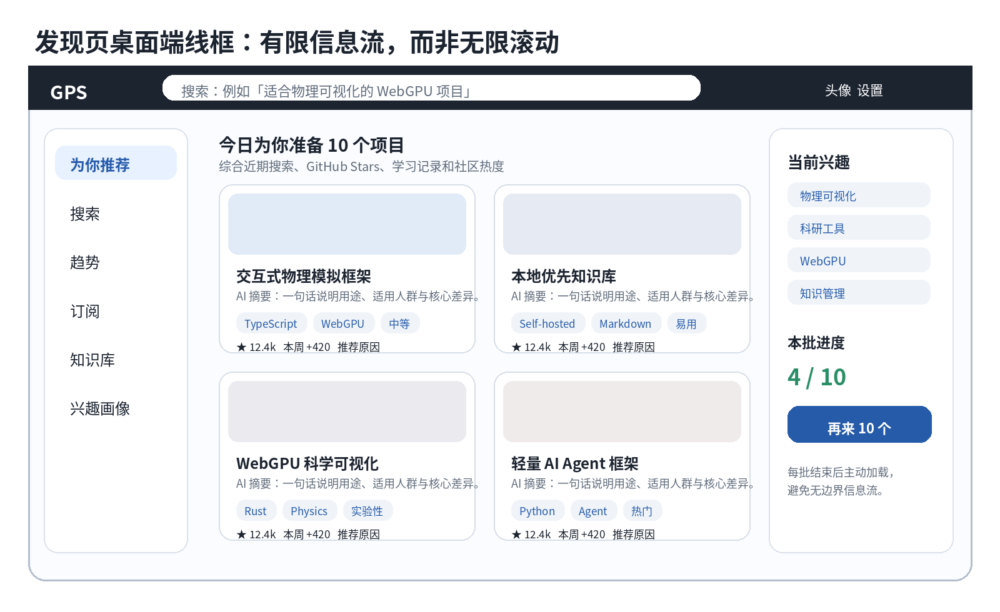 发现页桌面端线框：有限信息流，而非无限滚动
GPS
搜索：例如「适合物理可视化的 WebGPU 项目」
头像 设置
为你推荐
搜索
趋势
订阅
知识库
兴趣画像
今日为你准备 10 个项目
综合近期搜索、GitHub Stars、学习记录和社区热度
交互式物理模拟框架
AI 摘要：一句话说明用途、适用人群与核心差异。
TypeScript WebGPU 中等
★ 12.4k 本周 +420 推荐原因
本地优先知识库
AI 摘要：一句话说明用途、适用人群与核心差异。
Self-hosted Markdown 易用
★ 12.4k 本周 +420 推荐原因
WebGPU 科学可视化
AI 摘要：一句话说明用途、适用人群与核心差异。
Rust Physics 实验性
★ 12.4k 本周 +420 推荐原因
轻量 AI Agent 框架
AI 摘要：一句话说明用途、适用人群与核心差异。
Python Agent 热门
★ 12.4k 本周 +420 推荐原因
当前兴趣
物理可视化
科研工具
WebGPU
知识管理
本批进度
4 / 10
再来 10 个
每批结束后主动加载，
避免无边界信息流。